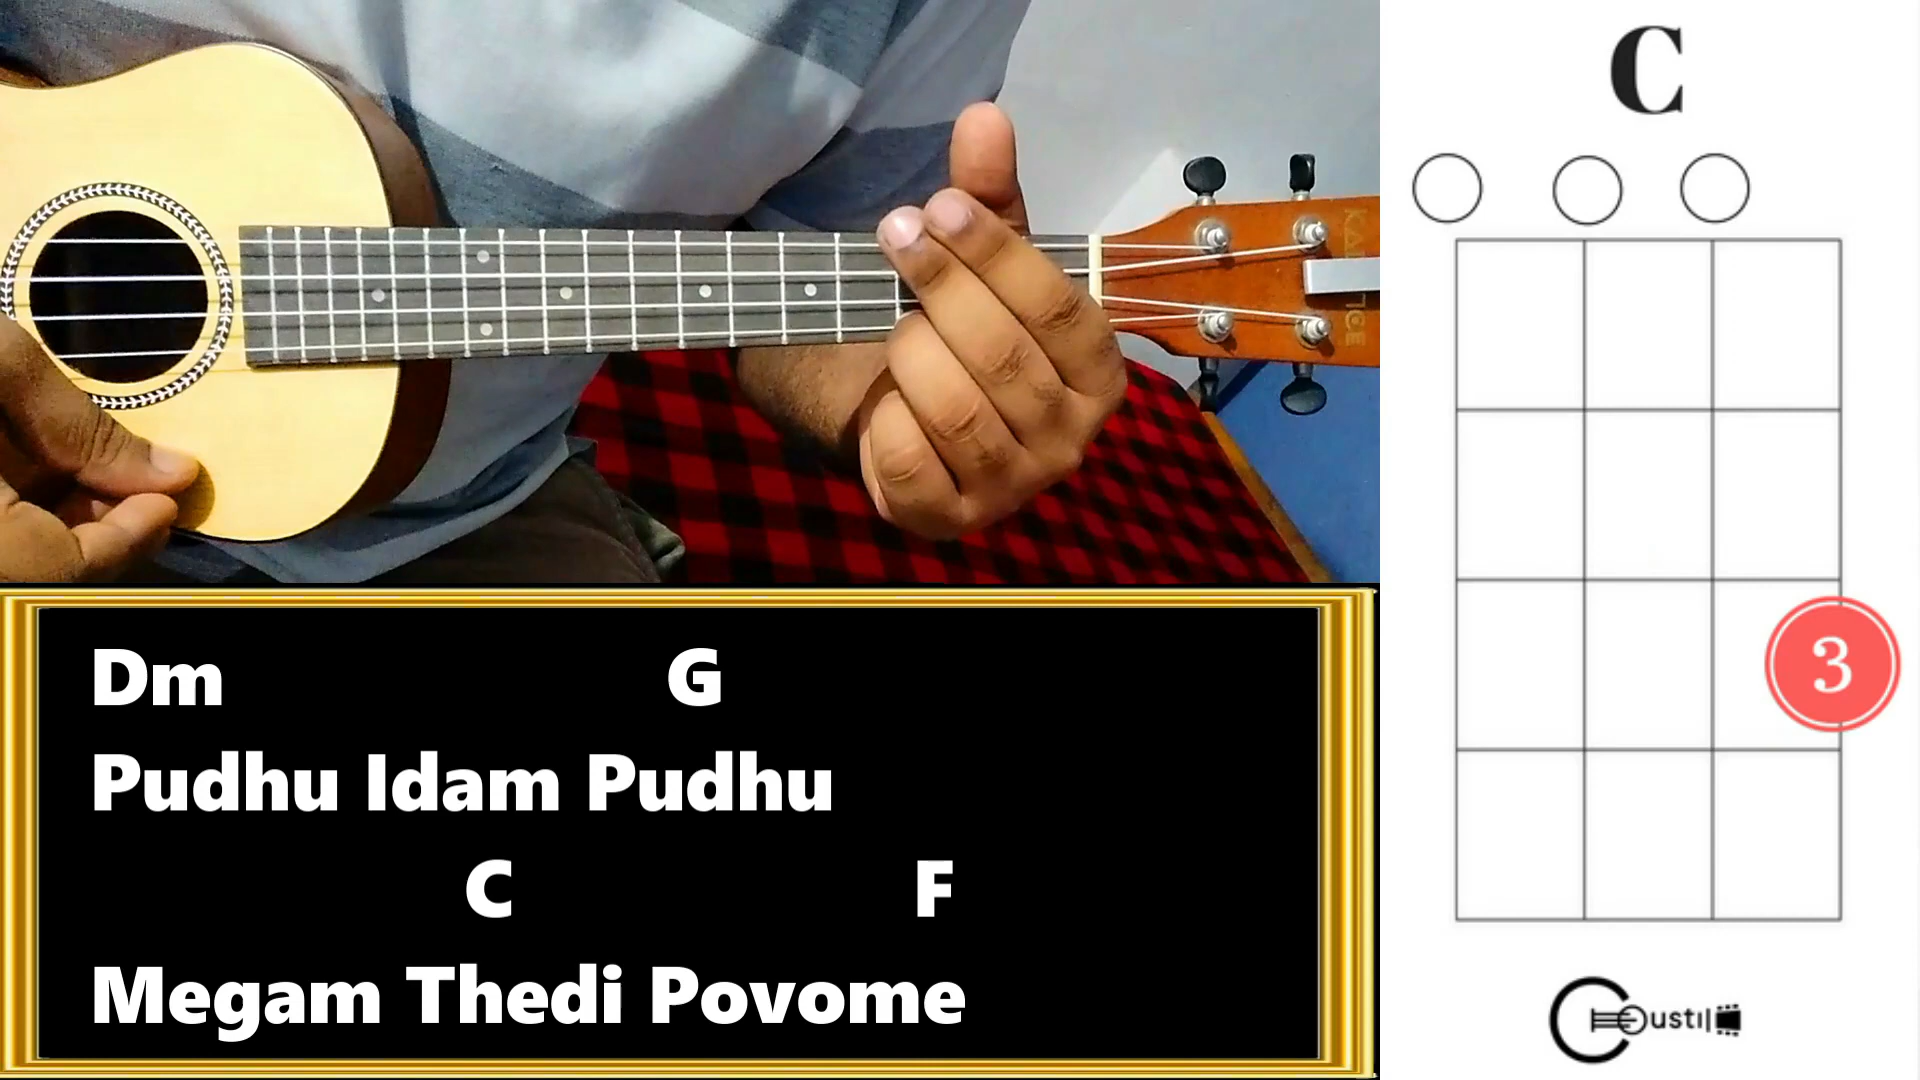 C
3
Dm G
Pudhu Idam Pudhu
C F
Megam Thedi Povome